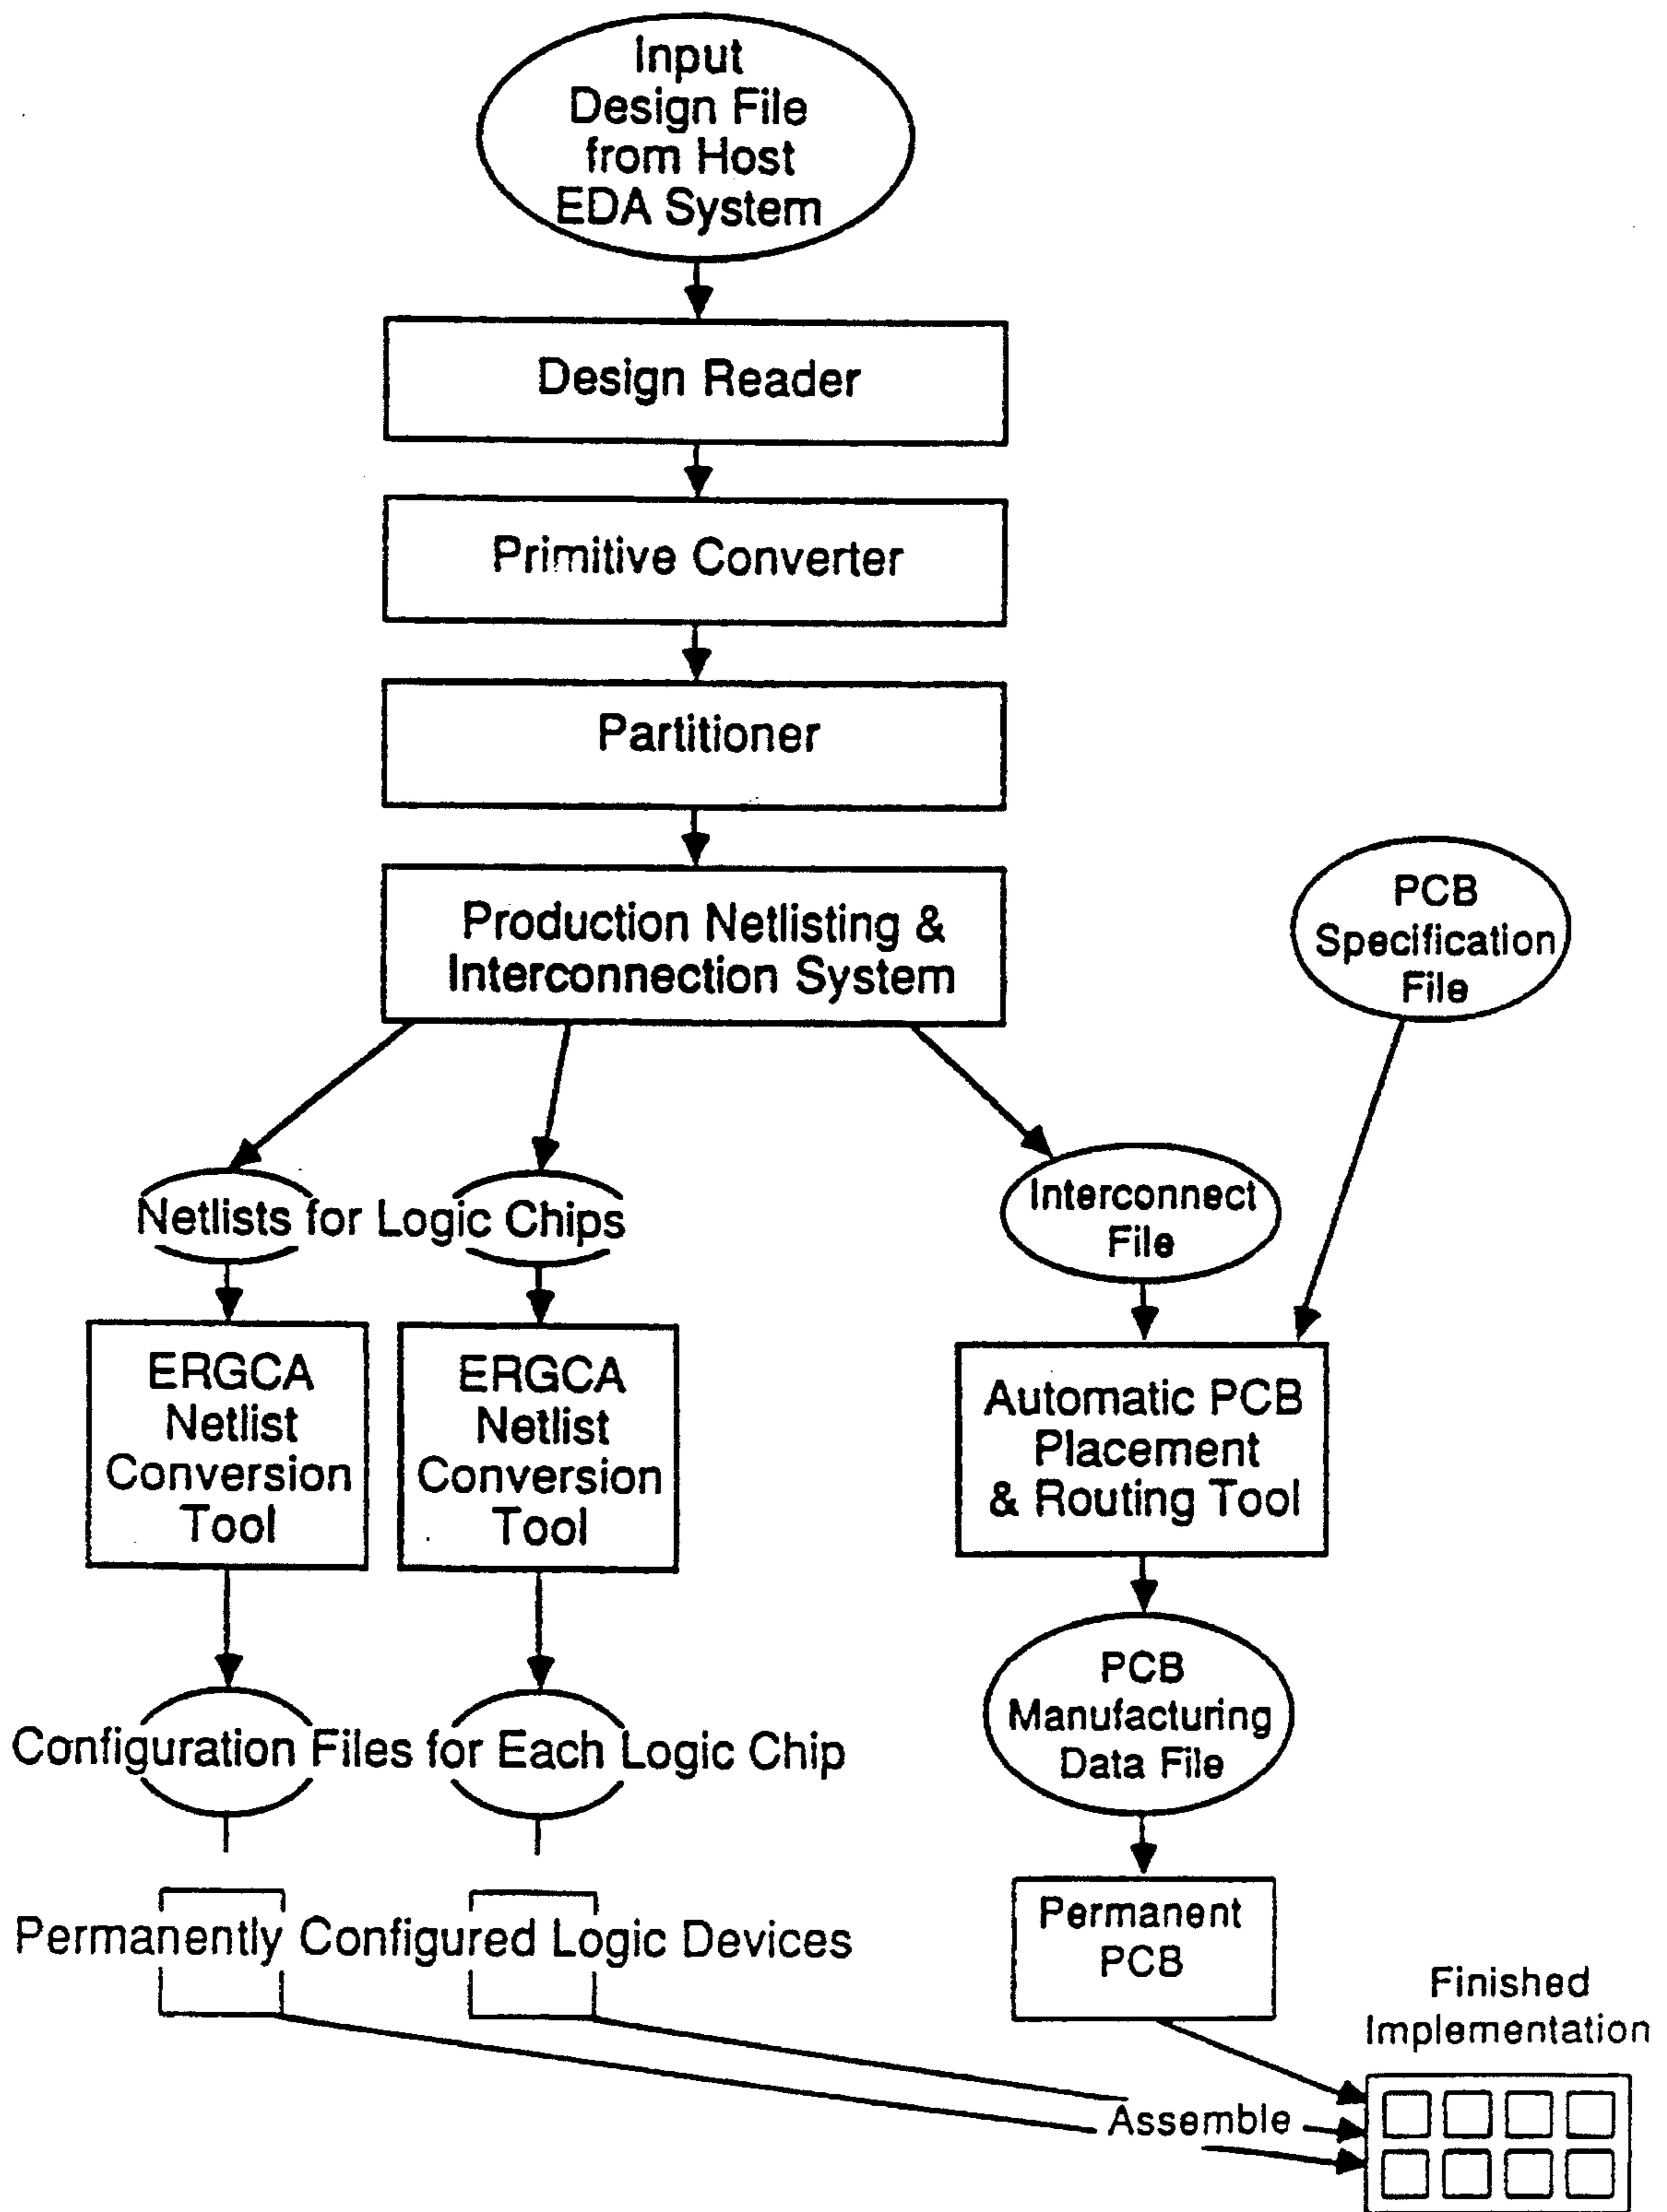 Input
Design File
from Host
EDA System
Design Reader
Primitive Converter
Partitioner
Production Netlisting &
Interconnection System
PCB
Specification
File
Netlists for Logic Chips
Interconnect
File
ERGCA
Netlist
Conversion
Tool
ERGCA
Netlist
Conversion
Tool
Automatic PCB
Placement
& Routing Tool
PCB
Manufacturing
Data File
Configuration Files for Each Logic Chip
Permanently Configured Logic Devices
Permanent
PCB
Finished
Implementation
Assemble